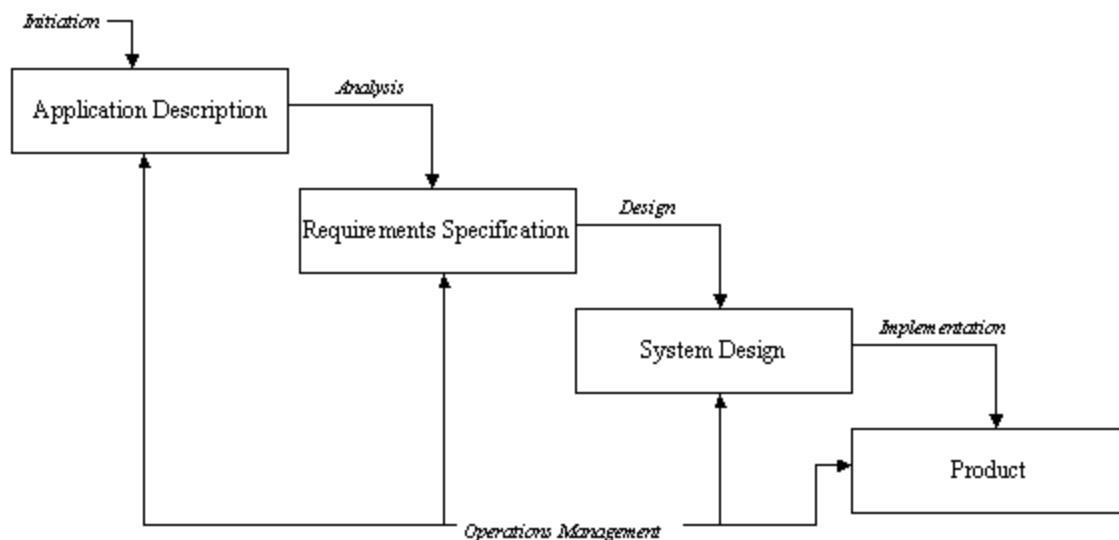 Initiation
Application Description
Analysis
Requirements Specification
Design
System Design
Implementation
Product
Operations Management